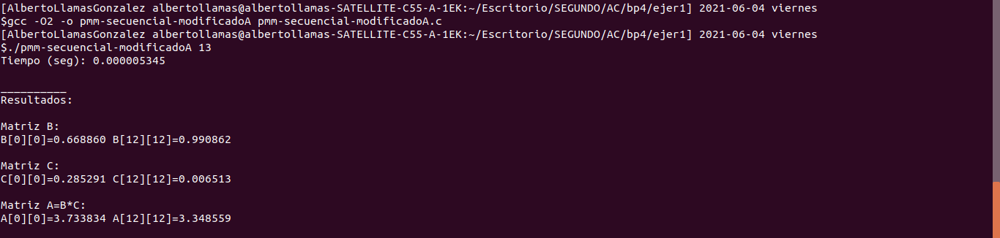 [AlbertoLlamasGonzalez albertollamas@albertollamas-SATELLITE-C55-A-1EK:~/Escritorio/SEGUNDO/AC/bp4/ejer1] 2021-06-04 viernes
$gcc -O2 -o pmm-secuencial-modificadoA pmm-secuencial-modificadoA.c
[AlbertoLlamasGonzalez albertollamas@albertollamas-SATELLITE-C55-A-1EK:~/Escritorio/SEGUNDO/AC/bp4/ejer1] 2021-06-04 viernes
$./pmm-secuencial-modificadoA 13
Tiempo (seg): 0.000005345
__________
Resultados:
Matriz B:
B[0][0]=0.668860 B[12][12]=0.990862
Matriz C:
C[0][0]=0.285291 C[12][12]=0.006513
Matriz A=B*C:
A[0][0]=3.733834 A[12][12]=3.348559